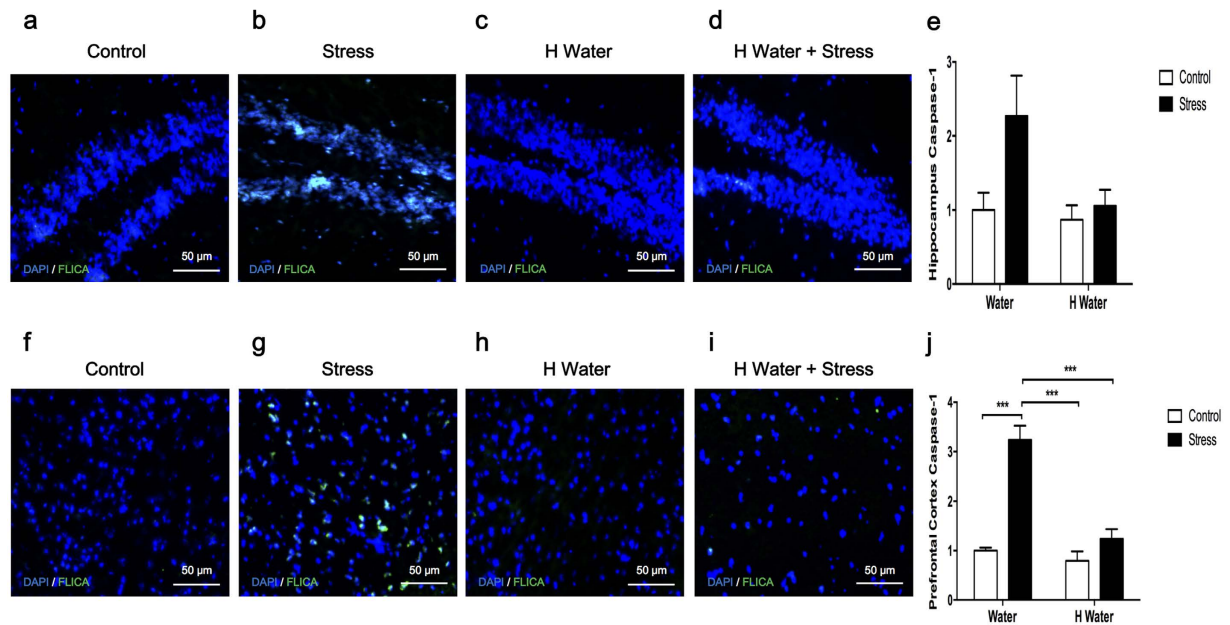 a
Control
b
Stress
c
H Water
d
H Water + Stress
e
DAPI / FLICA
50 µm
DAPI / FLICA
50 µm
DAPI / FLICA
50 µm
DAPI / FLICA
50 µm
Hippocampus Caspase-1
3
2
1
0
Water
H Water
Control
Stress
f
Control
g
Stress
h
H Water
i
H Water + Stress
j
DAPI / FLICA
50 µm
DAPI / FLICA
50 µm
DAPI / FLICA
50 µm
DAPI / FLICA
50 µm
Prefrontal Cortex Caspase-1
4
3
2
1
0
***
***
***
Water
H Water
Control
Stress